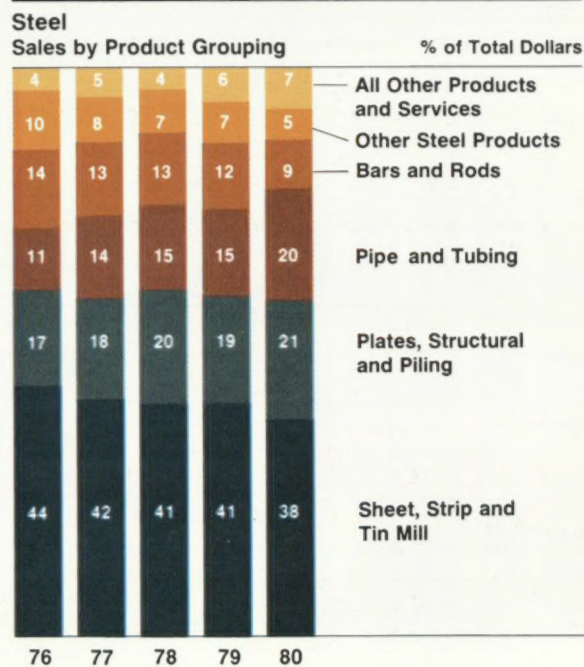 Steel
Sales by Product Grouping % of Total Dollars
4 5 4 6 7 All Other Products
and Services
10 8 7 7 5 Other Steel Products
14 13 13 12 9 Bars and Rods
11 14 15 15 20 Pipe and Tubing
17 18 20 19 21 Plates, Structural
and Piling
44 42 41 41 38 Sheet, Strip and
Tin Mill
76 77 78 79 80